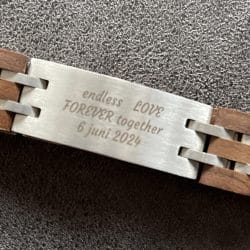 endless LOVE
FOREVER together
6 juni 2024